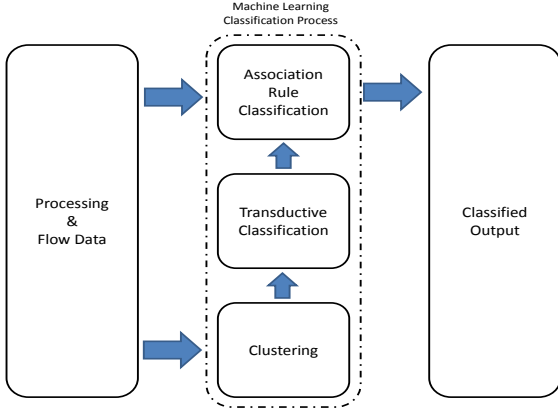 Machine Learning
Classification Process
Processing
&
Flow Data
Association
Rule
Classification
Transductive
Classification
Clustering
Classified
Output